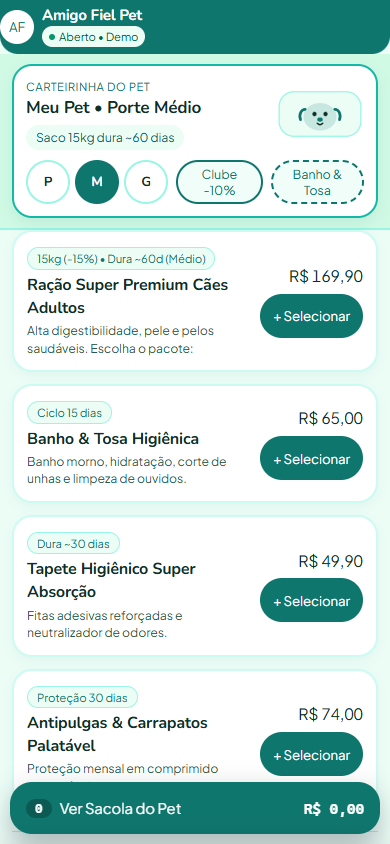 AF
Amigo Fiel Pet
Aberto • Demo
CARTEIRINHA DO PET
Meu Pet • Porte Médio
Saco 15kg dura ~60 dias
P
M
G
Clube
-10%
Banho &
Tosa
15kg (-15%) • Dura ~60d (Médio)
Ração Super Premium Cães
Adultos
Alta digestibilidade, pele e pelos
saudáveis. Escolha o pacote:
R$ 169,90
+ Selecionar
Ciclo 15 dias
Banho & Tosa Higiênica
Banho morno, hidratação, corte de
unhas e limpeza de ouvidos.
R$ 65,00
+ Selecionar
Dura ~30 dias
Tapete Higiênico Super
Absorção
Fitas adesivas reforçadas e
neutralizador de odores.
R$ 49,90
+ Selecionar
Proteção 30 dias
Antipulgas & Carrapatos
Palatável
Proteção mensal em comprimido
R$ 74,00
+ Selecionar
0
Ver Sacola do Pet
R$ 0,00